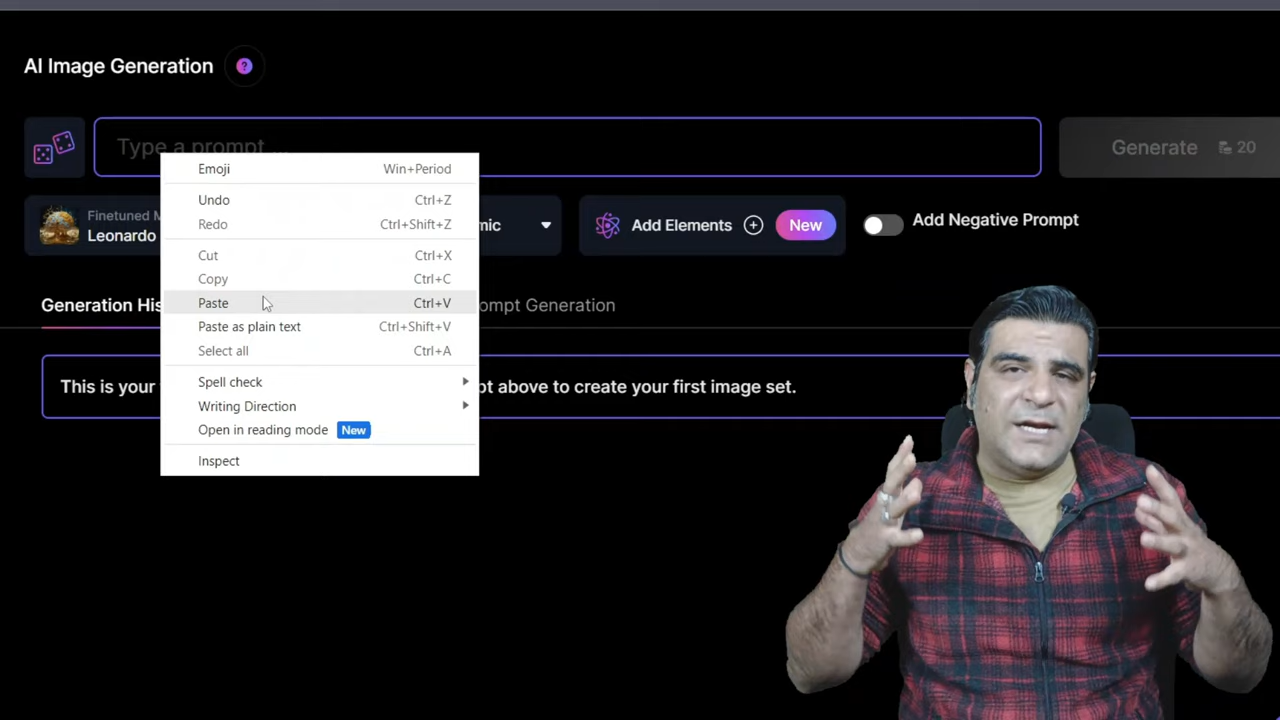 AI Image Generation ?
Type a prompt ...
Generate 20
Emoji Win+Period
Undo Ctrl+Z
Redo Ctrl+Shift+Z
Cut Ctrl+X
Copy Ctrl+C
Paste Ctrl+V
Paste as plain text Ctrl+Shift+V
Select all Ctrl+A
Spell check
Writing Direction
Open in reading mode New
Inspect
Finetuned M
Leonardo
mic
Add Elements New
Add Negative Prompt
Generation His
ompt Generation
This is your
pt above to create your first image set.